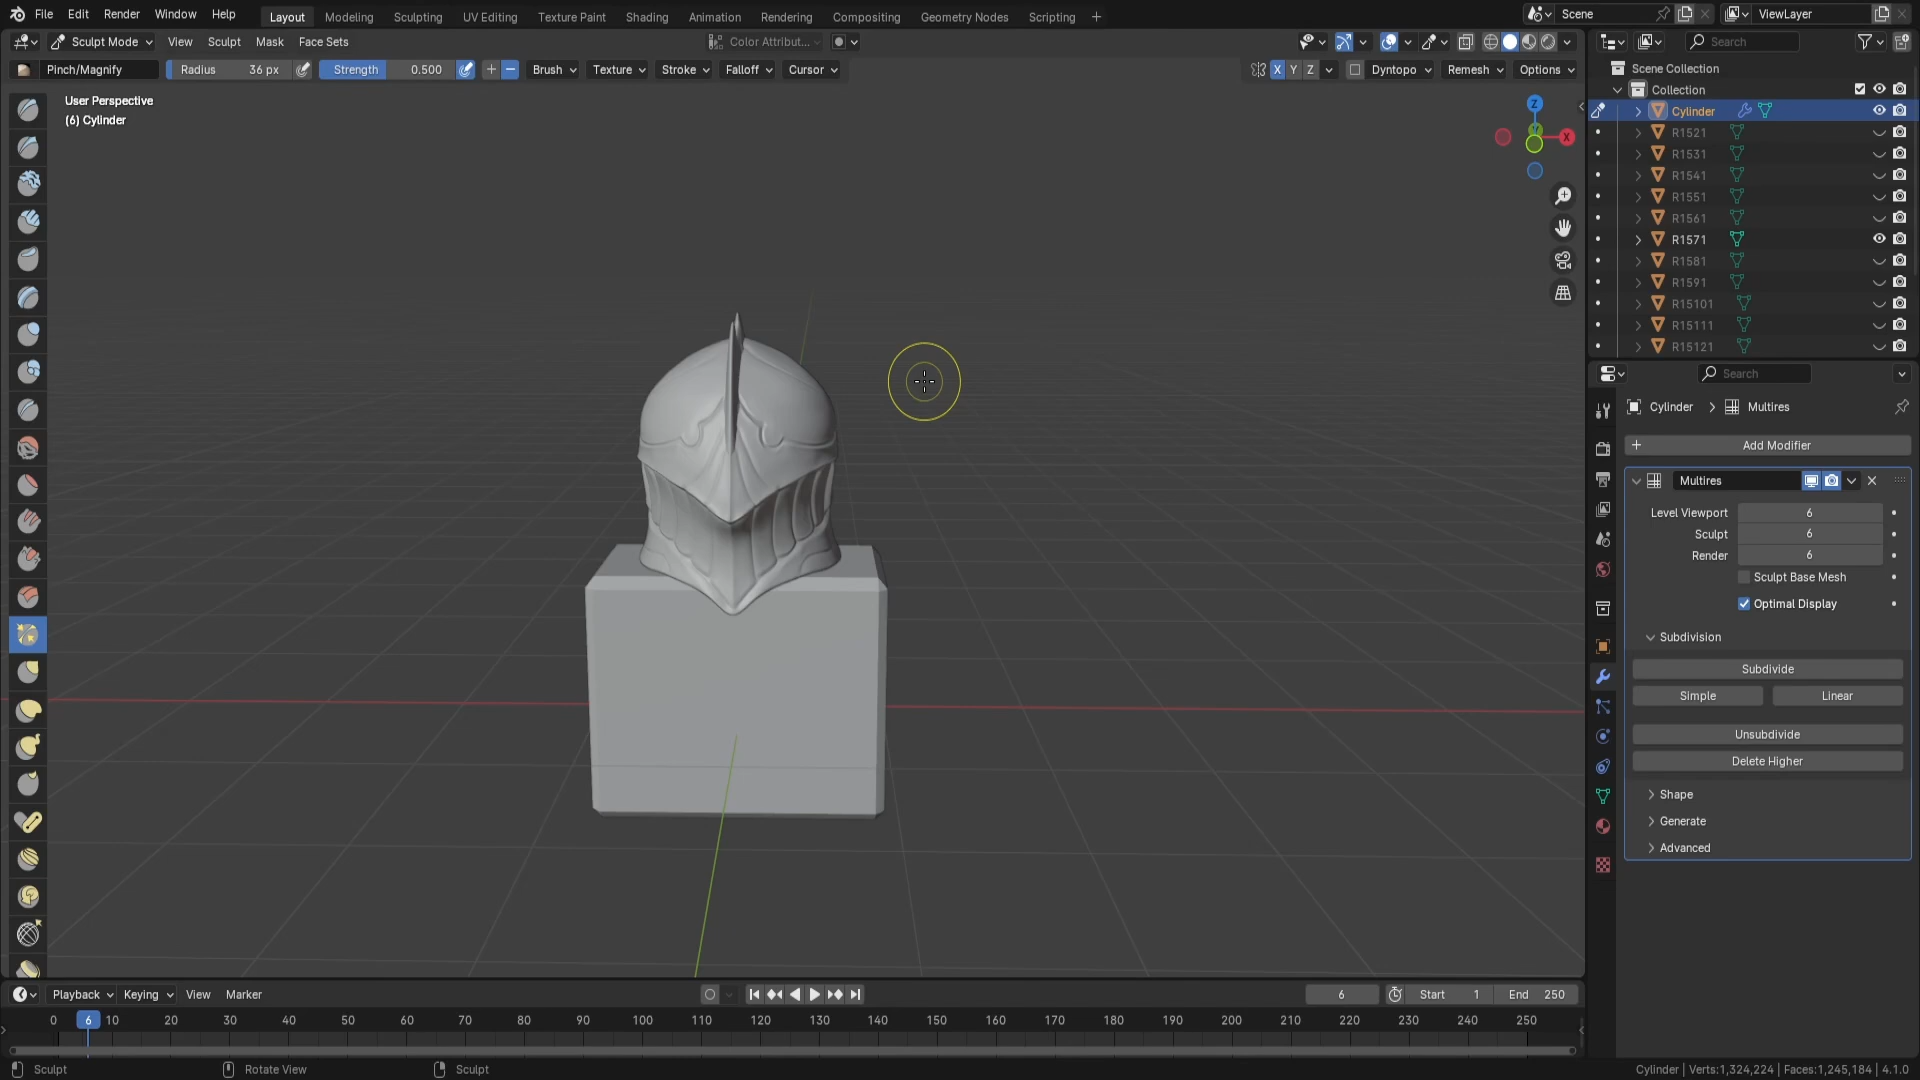 File Edit Render Window Help Layout Modeling Sculpting UV Editing Texture Paint Shading Animation Rendering Compositing Geometry Nodes Scripting + Scene ViewLayer
Sculpt Mode View Sculpt Mask Face Sets Color Attribut... Search
Pinch/Magnify Radius 36 px Strength 0.500 Brush Texture Stroke Falloff Cursor X Y Z Dyntopo Remesh Options
User Perspective
(6) Cylinder
Z
X
Scene Collection
Collection
Cylinder
R1521
R1531
R1541
R1551
R1561
R1571
R1581
R1591
R15101
R15111
R15121
Search
Cylinder > Multires
+ Add Modifier
Multires
Level Viewport 6
Sculpt 6
Render 6
Sculpt Base Mesh
Optimal Display
Subdivision
Subdivide
Simple Linear
Unsubdivide
Delete Higher
Shape
Generate
Advanced
Playback Keying View Marker 6 Start 1 End 250
0 6 10 20 30 40 50 60 70 80 90 100 110 120 130 140 150 160 170 180 190 200 210 220 230 240 250
Sculpt Rotate View Sculpt Cylinder | Verts:1,324,224 | Faces:1,245,184 | 4.1.0